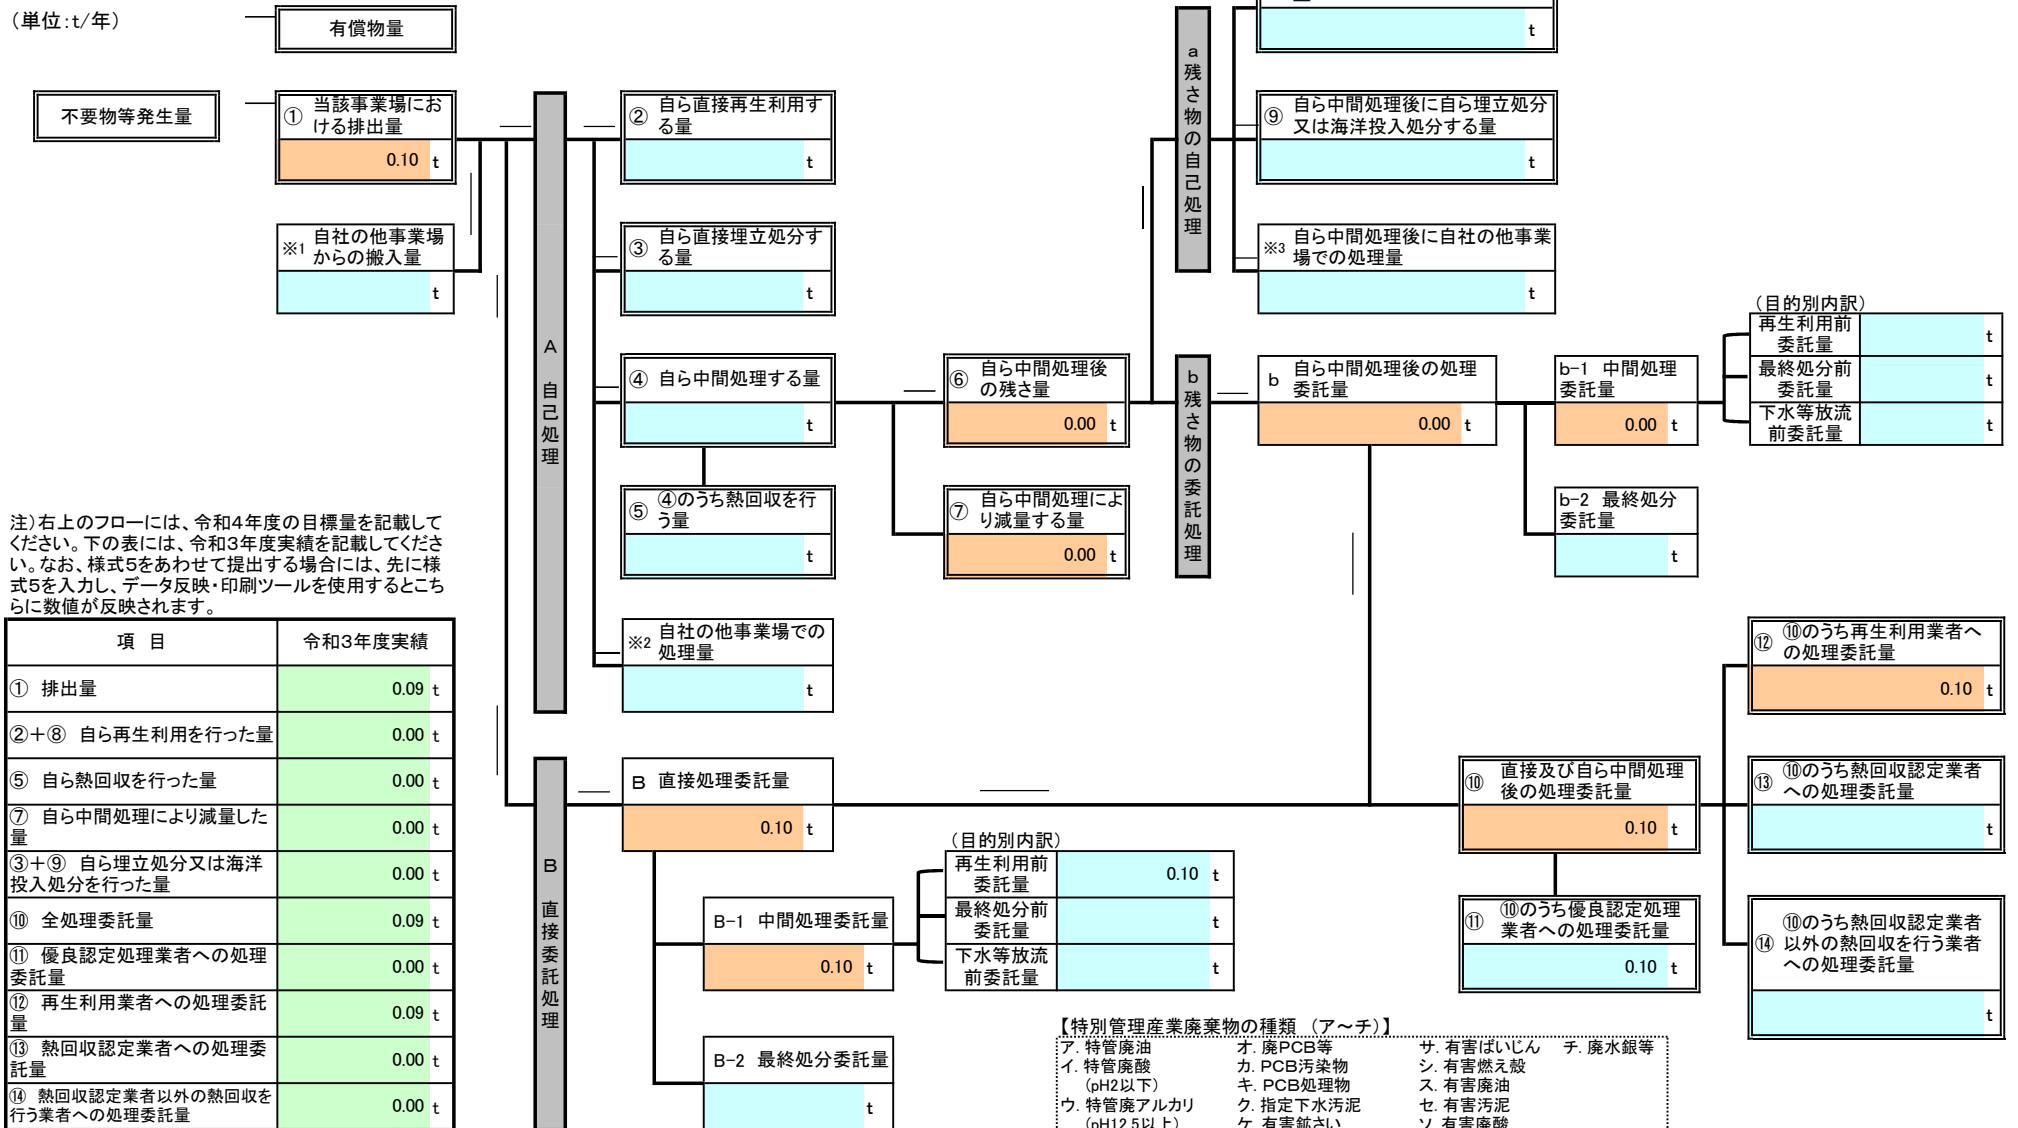 （単位:t/年）
有償物量
不要物等発生量
① 当該事業場にお
ける排出量
0.10 t
※1 自社の他事業場
からの搬入量
t
A 自己処理
② 自ら直接再生利用す
る量
t
③ 自ら直接埋立処分す
る量
t
④ 自ら中間処理する量
t
⑤ ④のうち熱回収を行
う量
t
※2 自社の他事業場での
処理量
t
⑥ 自ら中間処理後
の残さ量
0.00 t
⑦ 自ら中間処理によ
り減量する量
0.00 t
a 残さ物の自己処理
t
⑨ 自ら中間処理後に自ら埋立処分
又は海洋投入処分する量
t
※3 自ら中間処理後に自社の他事業
場での処理量
t
b 残さ物の委託処理
b 自ら中間処理後の処理
委託量
0.00 t
b-1 中間処理
委託量
0.00 t
（目的別内訳）
再生利用前
委託量
t
最終処分前
委託量
t
下水等放流
前委託量
t
b-2 最終処分
委託量
t
注）右上のフローには、令和４年度の目標量を記載して
ください。下の表には、令和３年度実績を記載してくださ
い。なお、様式５をあわせて提出する場合には、先に様
式５を入力し、データ反映・印刷ツールを使用するとこち
らに数値が反映されます。
項 目 令和３年度実績
① 排出量 0.09 t
②＋⑧ 自ら再生利用を行った量 0.00 t
⑤ 自ら熱回収を行った量 0.00 t
⑦ 自ら中間処理により減量した
量 0.00 t
③＋⑨ 自ら埋立処分又は海洋
投入処分を行った量 0.00 t
⑩ 全処理委託量 0.09 t
⑪ 優良認定処理業者への処理
委託量 0.00 t
⑫ 再生利用業者への処理委託
量 0.09 t
⑬ 熱回収認定業者への処理委
託量 0.00 t
⑭ 熱回収認定業者以外の熱回収を
行う業者への処理委託量 0.00 t
B 直接委託処理
B 直接処理委託量
0.10 t
B-1 中間処理委託量
0.10 t
（目的別内訳）
再生利用前
委託量
0.10 t
最終処分前
委託量
t
下水等放流
前委託量
t
B-2 最終処分委託量
t
⑩ 直接及び自ら中間処理
後の処理委託量
0.10 t
⑪ ⑩のうち優良認定処理
業者への処理委託量
0.10 t
⑫ ⑩のうち再生利用業者へ
の処理委託量
0.10 t
⑬ ⑩のうち熱回収認定業者
への処理委託量
t
⑭ ⑩のうち熱回収認定業者
以外の熱回収を行う業者
への処理委託量
t
【特別管理産業廃棄物の種類 （ア～チ）】
ア. 特管廃油 オ. 廃PCB等 サ. 有害ばいじん チ. 廃水銀等
イ. 特管廃酸 カ. PCB汚染物 シ. 有害燃え殻
（pH2以下） キ. PCB処理物 ス. 有害廃油
ウ. 特管廃アルカリ ク. 指定下水汚泥 セ. 有害汚泥
（pH12.5以上） ケ. 有害鉱さい ソ. 有害廃酸